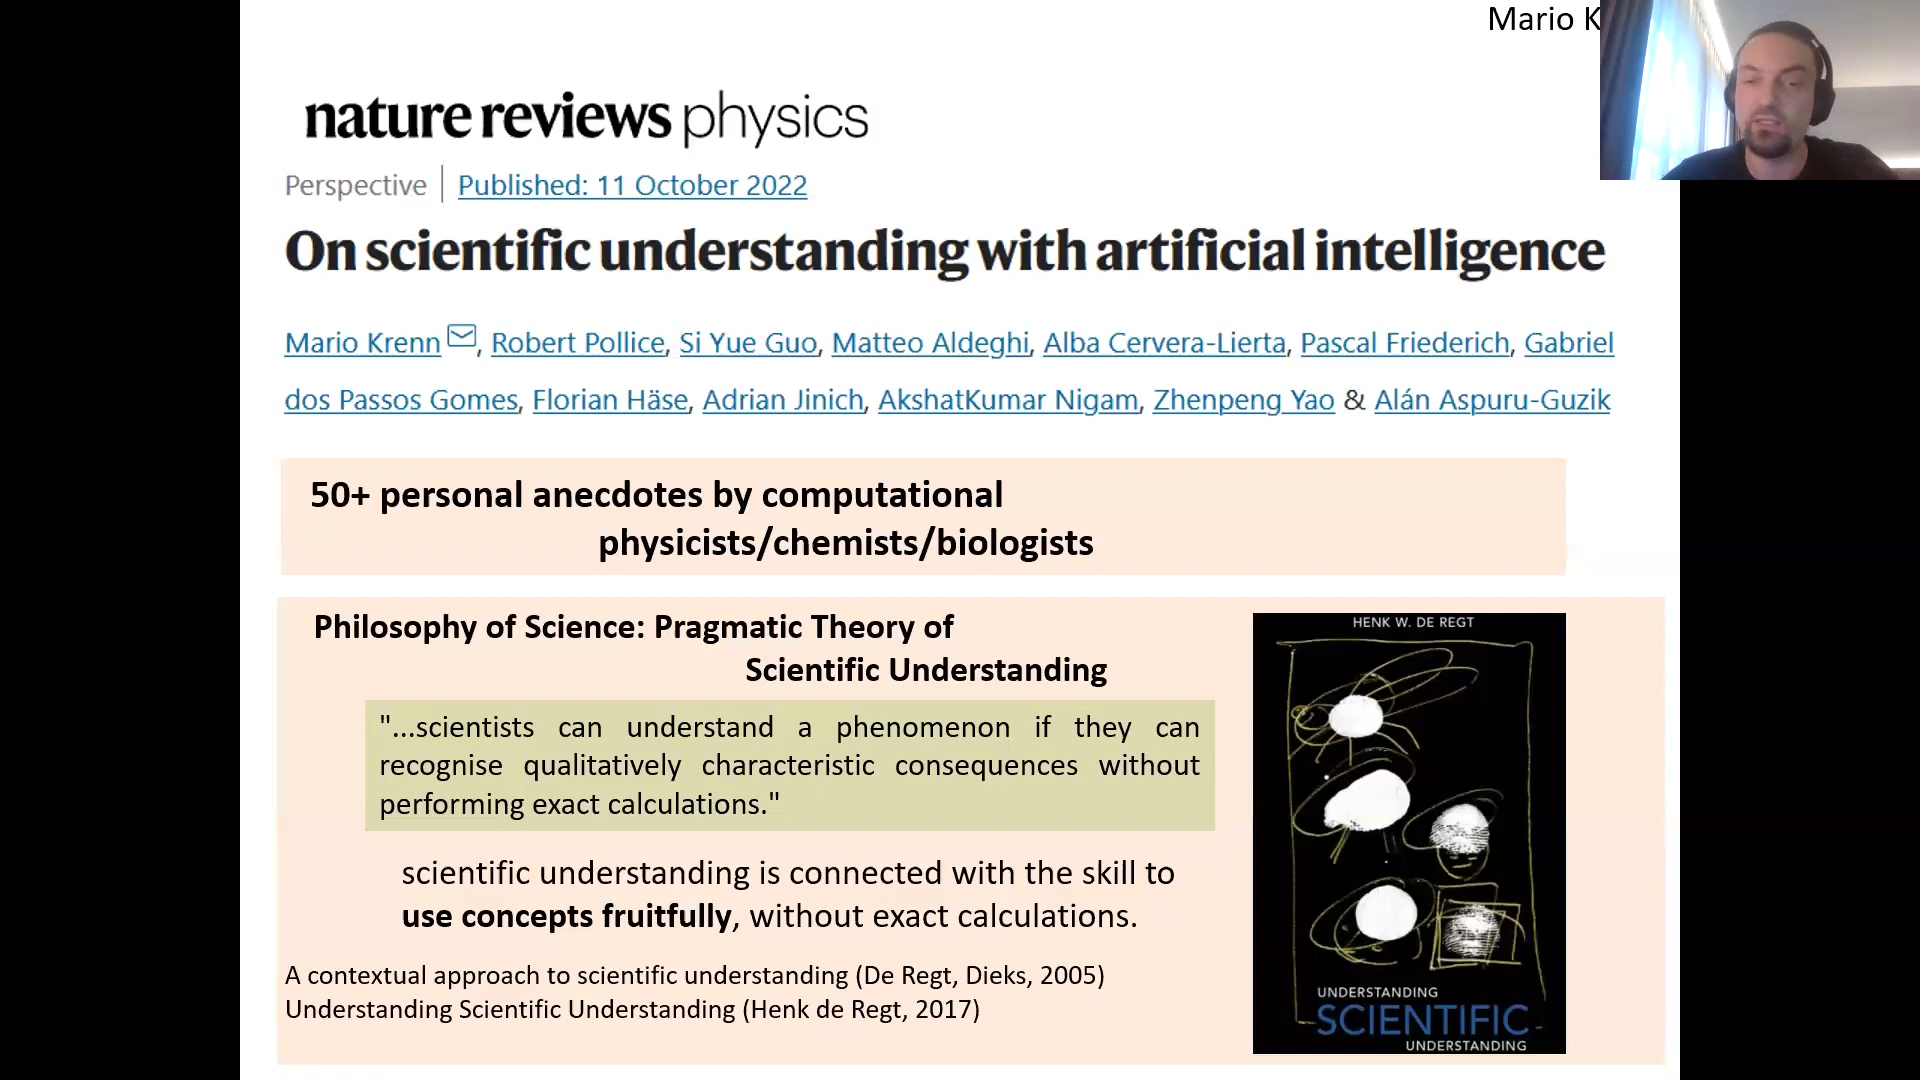 Mario K
nature reviews physics
Perspective | Published: 11 October 2022
On scientific understanding with artificial intelligence
Mario Krenn, Robert Pollice, Si Yue Guo, Matteo Aldeghi, Alba Cervera-Lierta, Pascal Friederich, Gabriel
dos Passos Gomes, Florian Häse, Adrian Jinich, AkshatKumar Nigam, Zhenpeng Yao & Alán Aspuru-Guzik
50+ personal anecdotes by computational
physicists/chemists/biologists
Philosophy of Science: Pragmatic Theory of
Scientific Understanding
"...scientists can understand a phenomenon if they can
recognise qualitatively characteristic consequences without
performing exact calculations."
scientific understanding is connected with the skill to
use concepts fruitfully, without exact calculations.
A contextual approach to scientific understanding (De Regt, Dieks, 2005)
Understanding Scientific Understanding (Henk de Regt, 2017)
HENK W. DE REGT
UNDERSTANDING
SCIENTIFIC
UNDERSTANDING